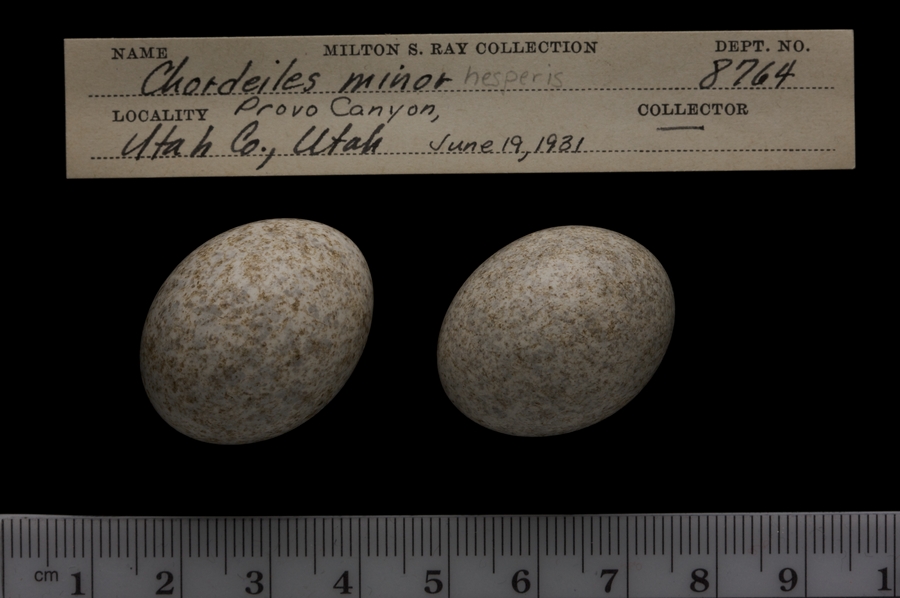 NAME MILTON S. RAY COLLECTION DEPT. NO.
Chordeiles minor hesperis 8764
LOCALITY Provo Canyon, COLLECTOR
Utah Co., Utah June 19, 1931 —
cm 1 2 3 4 5 6 7 8 9 1